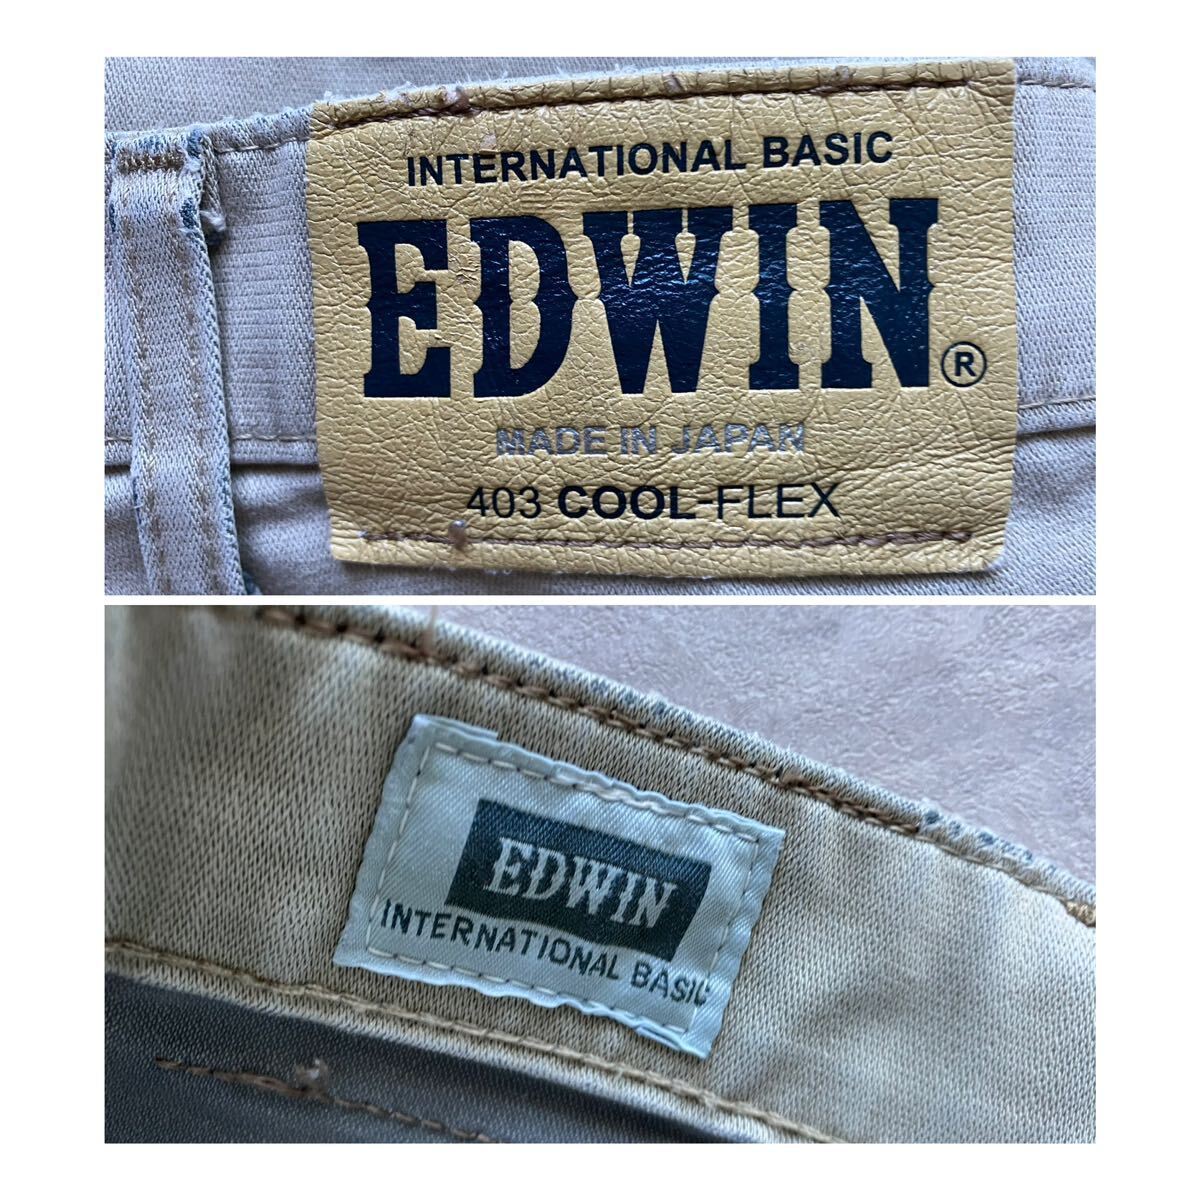 INTERNATIONAL BASIC
EDWIN®
MADE IN JAPAN
403 COOL-FLEX
EDWIN
INTERNATIONAL BASIC